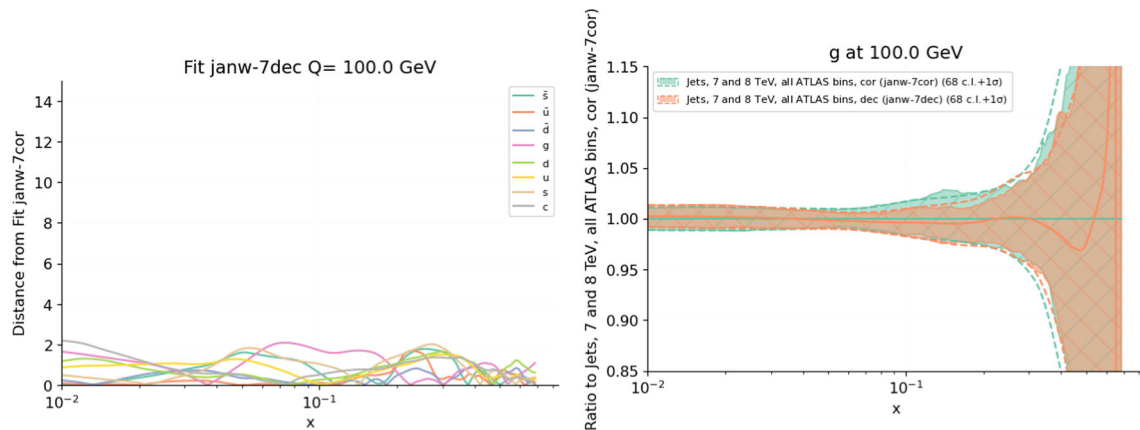 Fit janw-7dec Q= 100.0 GeV
Distance from Fit janw-7cor
14
12
10
8
6
4
2
0
10⁻²
10⁻¹
x
s̄
ū
d̄
g
d
u
s
c
g at 100.0 GeV
Ratio to Jets, 7 and 8 TeV, all ATLAS bins, cor (janw-7cor)
1.15
1.10
1.05
1.00
0.95
0.90
0.85
10⁻²
10⁻¹
x
Jets, 7 and 8 TeV, all ATLAS bins, cor (janw-7cor) (68 c.l.+1σ)
Jets, 7 and 8 TeV, all ATLAS bins, dec (janw-7dec) (68 c.l.+1σ)